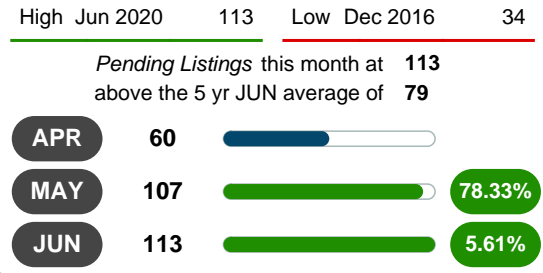 High Jun 2020 113 Low Dec 2016 34
Pending Listings this month at 113
above the 5 yr JUN average of 79
APR 60
MAY 107 78.33%
JUN 113 5.61%